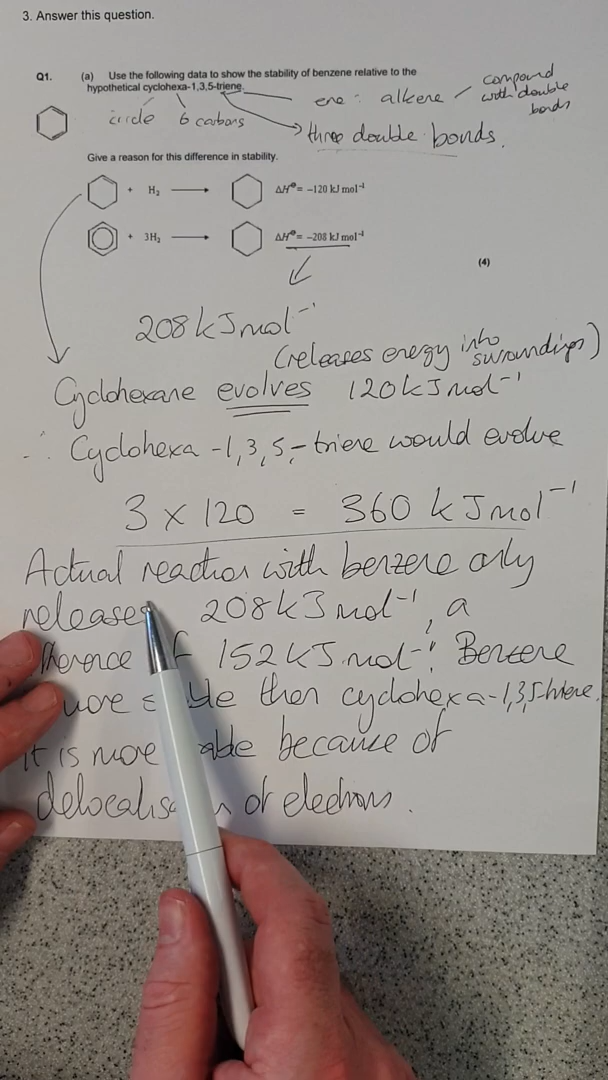 3. Answer this question.
Q1. (a) Use the following data to show the stability of benzene relative to the
hypothetical cyclohexa-1,3,5-triene.
circle 6 carbons
ene : alkene
compound
with double
bonds
three double bonds.
Give a reason for this difference in stability.
+ H₂ ΔH⦵= −120 kJ mol⁻¹
+ 3H₂ ΔH⦵= −208 kJ mol⁻¹
(4)
208 kJ mol⁻¹
(releases energy into
surroundings)
Cyclohexane evolves 120 kJ mol⁻¹
∴ Cyclohexa -1,3,5,-triene would evolve
3 x 120 = 360 kJ mol⁻¹
Actual reaction with benzene only
releases 208 kJ mol⁻¹, a
152 kJ mol⁻¹. Benzene
more then cyclohexa-1,3,5-triene.
it is more because of
of electrons.